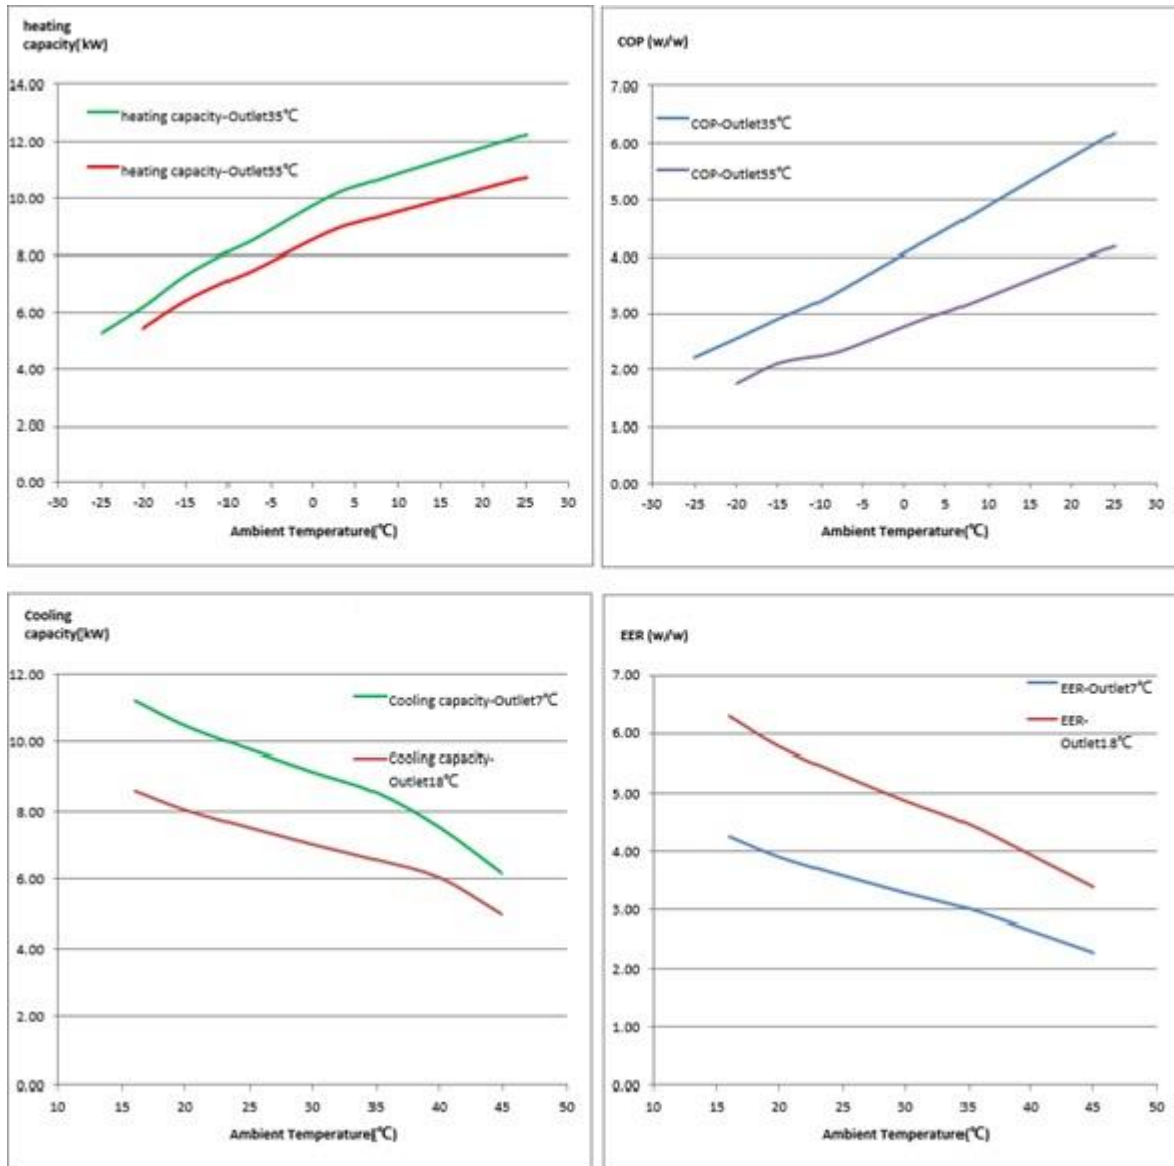 heating
capacity(kW)
14.00
12.00
10.00
8.00
6.00
4.00
2.00
0.00
heating capacity-Outlet35℃
heating capacity-Outlet55℃
-30 -25 -20 -15 -10 -5 0 5 10 15 20 25 30
Ambient Temperature(℃)
COP (w/w)
7.00
6.00
5.00
4.00
3.00
2.00
1.00
0.00
COP-Outlet35℃
COP-Outlet55℃
-30 -25 -20 -15 -10 -5 0 5 10 15 20 25 30
Ambient Temperature(℃)
Cooling
capacity(kW)
12.00
10.00
8.00
6.00
4.00
2.00
0.00
Cooling capacity-Outlet7℃
Cooling capacity-
Outlet18℃
10 15 20 25 30 35 40 45 50
Ambient Temperature(℃)
EER (w/w)
7.00
6.00
5.00
4.00
3.00
2.00
1.00
0.00
EER-Outlet7℃
EER-
Outlet18℃
10 15 20 25 30 35 40 45 50
Ambient Temperature(℃)